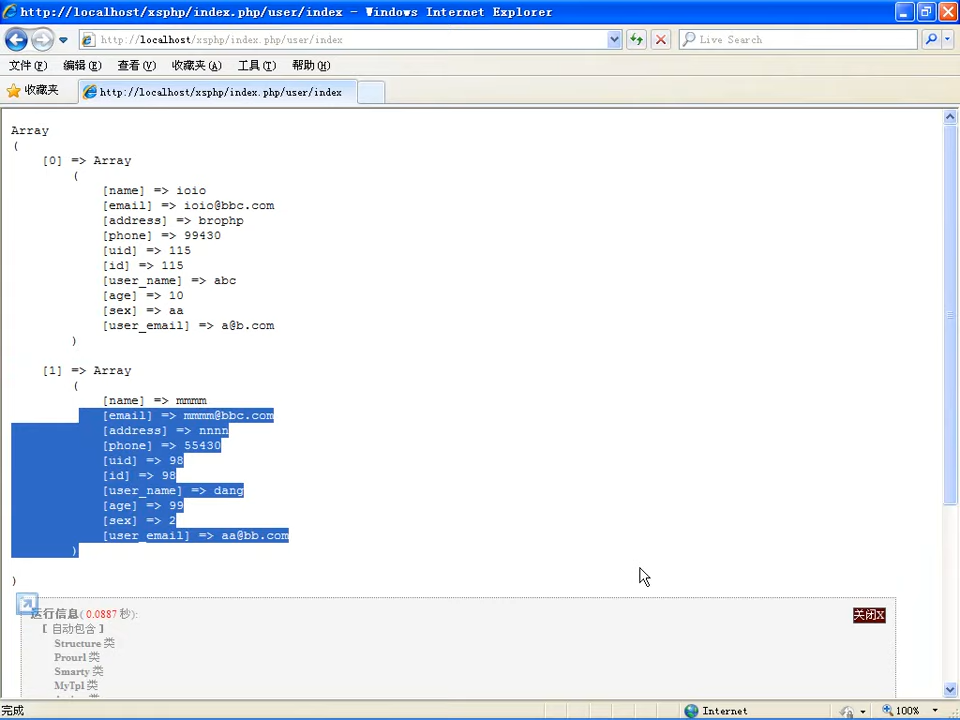 http://localhost/xsphp/index.php/user/index - Windows Internet Explorer
http://localhost/xsphp/index.php/user/index
Live Search
文件(F) 编辑(E) 查看(V) 收藏夹(A) 工具(T) 帮助(H)
收藏夹
http://localhost/xsphp/index.php/user/index
Array
(
[0] => Array
(
[name] => ioio
[email] => ioio@bbc.com
[address] => brophp
[phone] => 99430
[uid] => 115
[id] => 115
[user_name] => abc
[age] => 10
[sex] => aa
[user_email] => a@b.com
)
[1] => Array
(
[name] => mmmm
[email] => mmmm@bbc.com
[address] => nnnn
[phone] => 55430
[uid] => 98
[id] => 98
[user_name] => dang
[age] => 99
[sex] => 2
[user_email] => aa@bb.com
)
)
运行信息( 0.0887 秒):
关闭X
[ 自动包含 ]
Structure 类
Prourl 类
Smarty 类
MyTpl 类
完成
Internet
100%